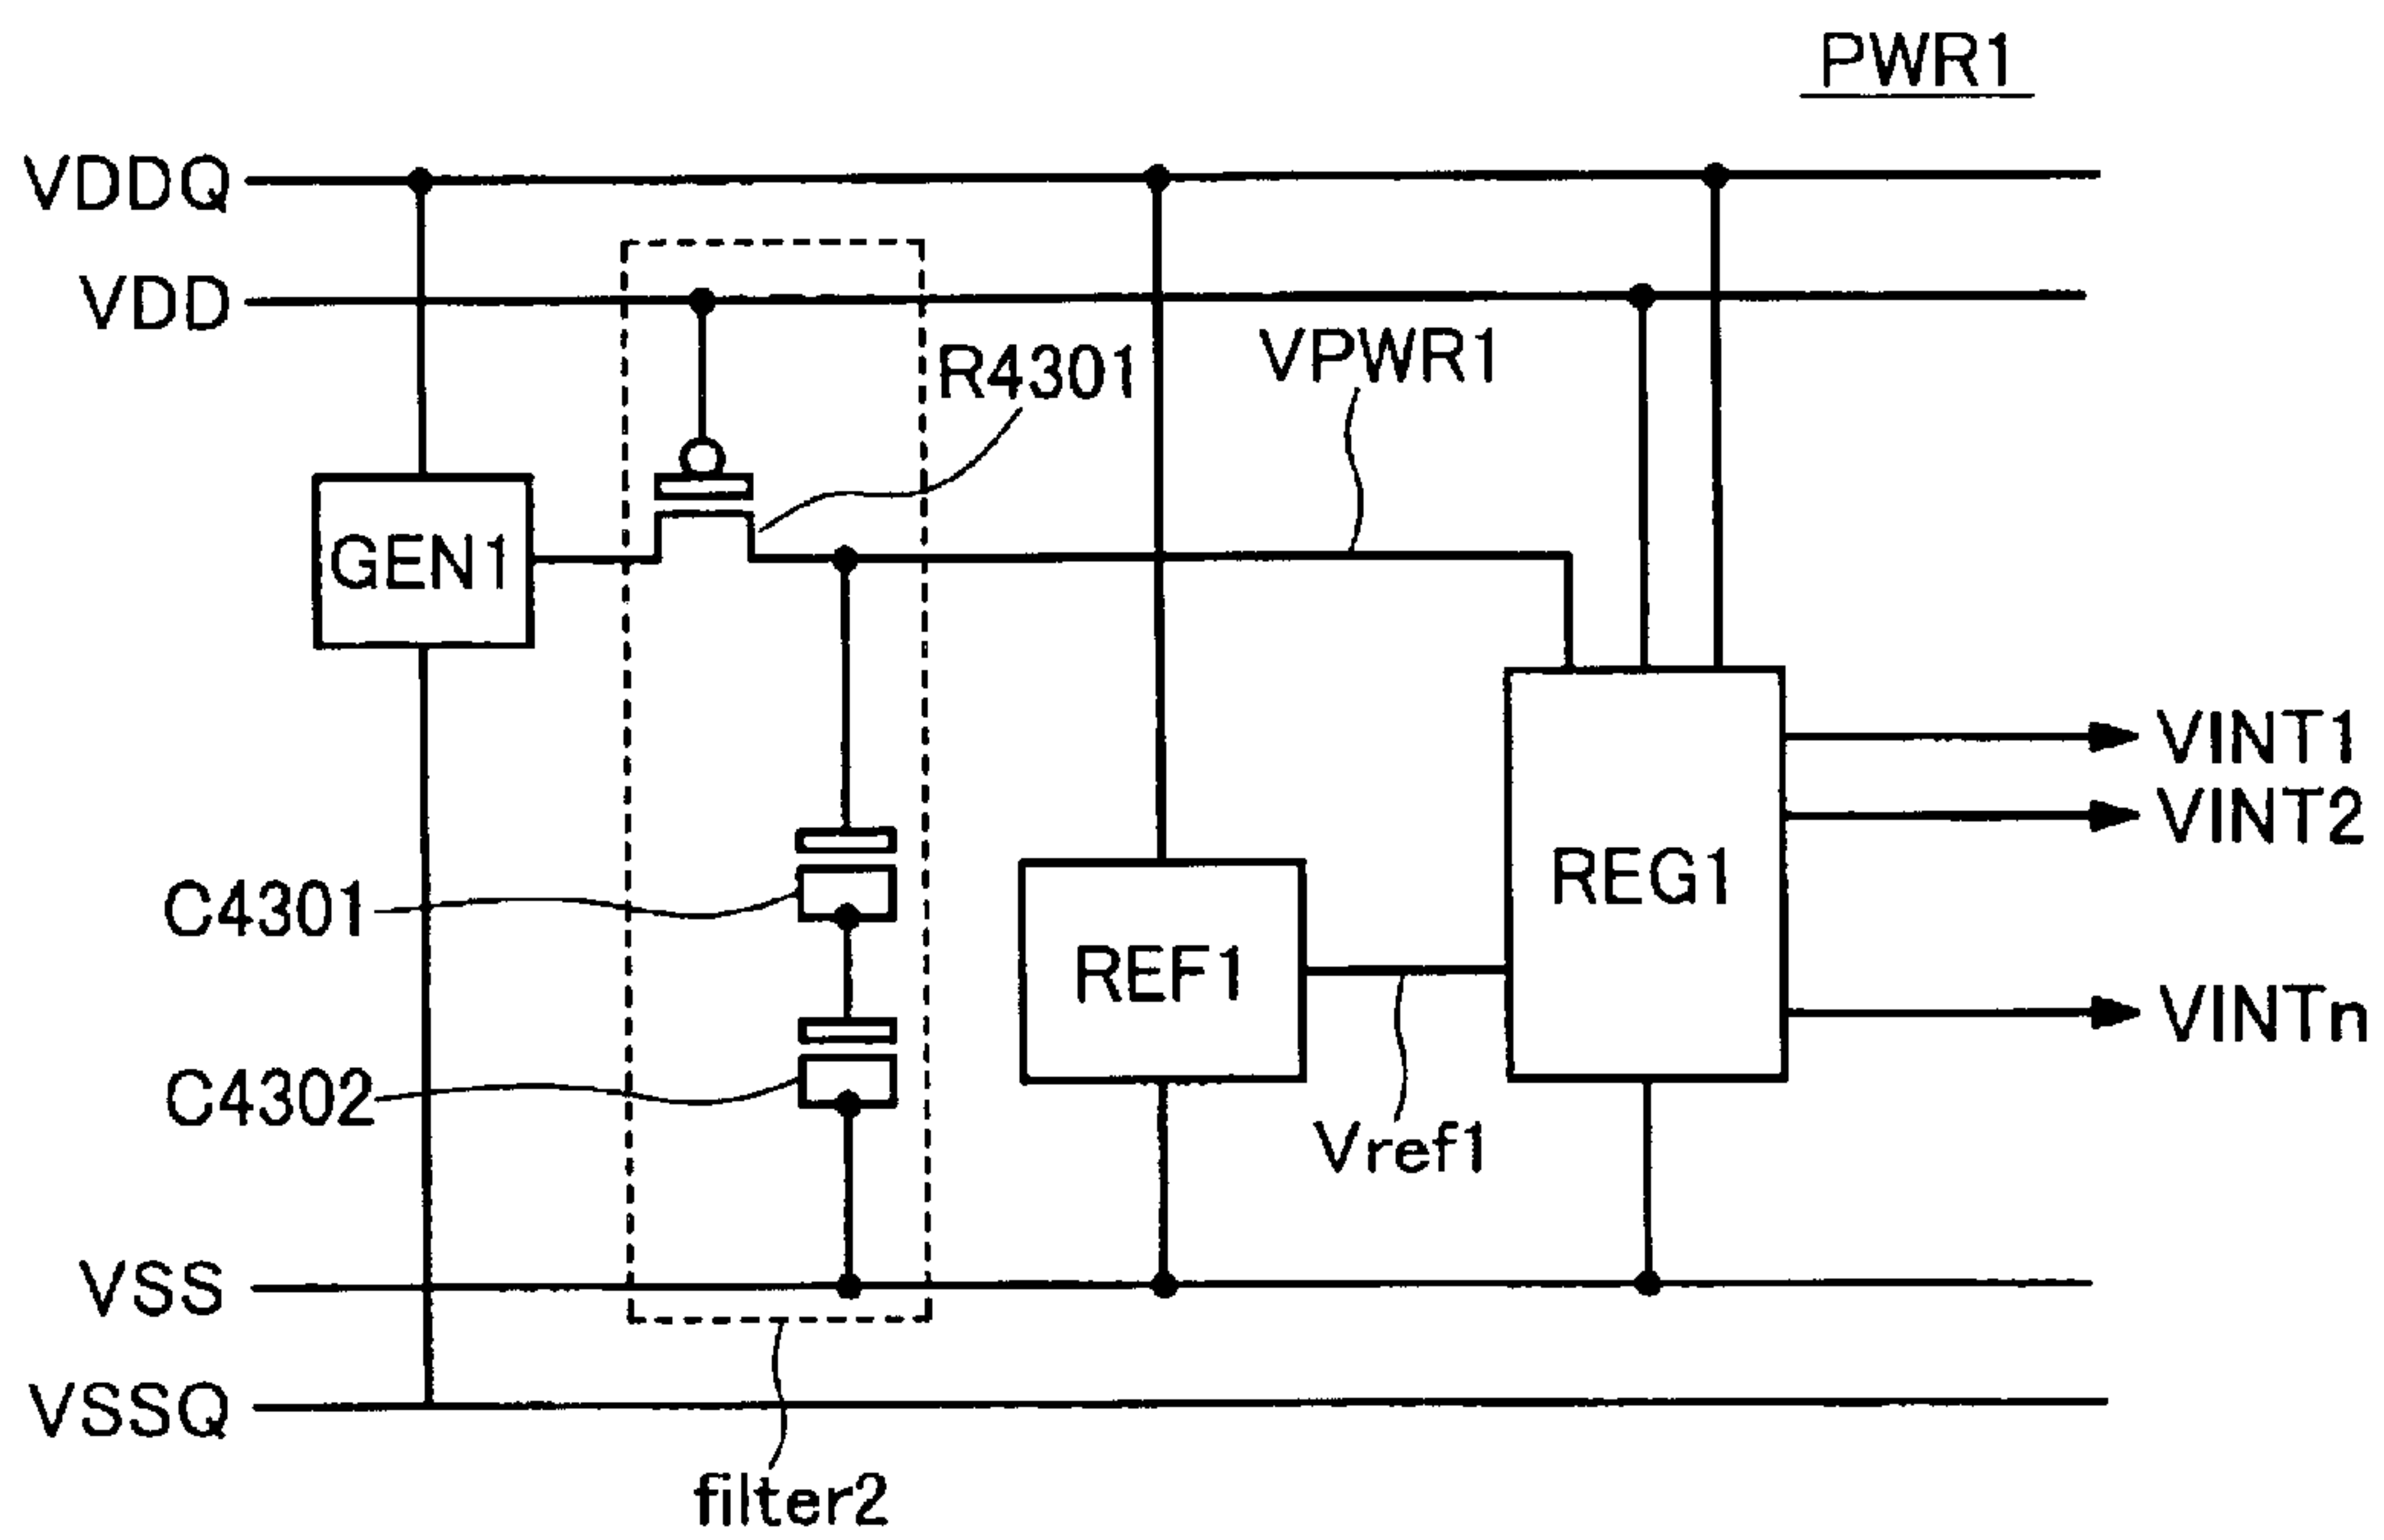 PWR1
VDDQ
VDD
R4301
VPWR1
GEN1
VINT1
VINT2
C4301
REG1
REF1
VINTn
C4302
Vref1
VSS
VSSQ
filter2